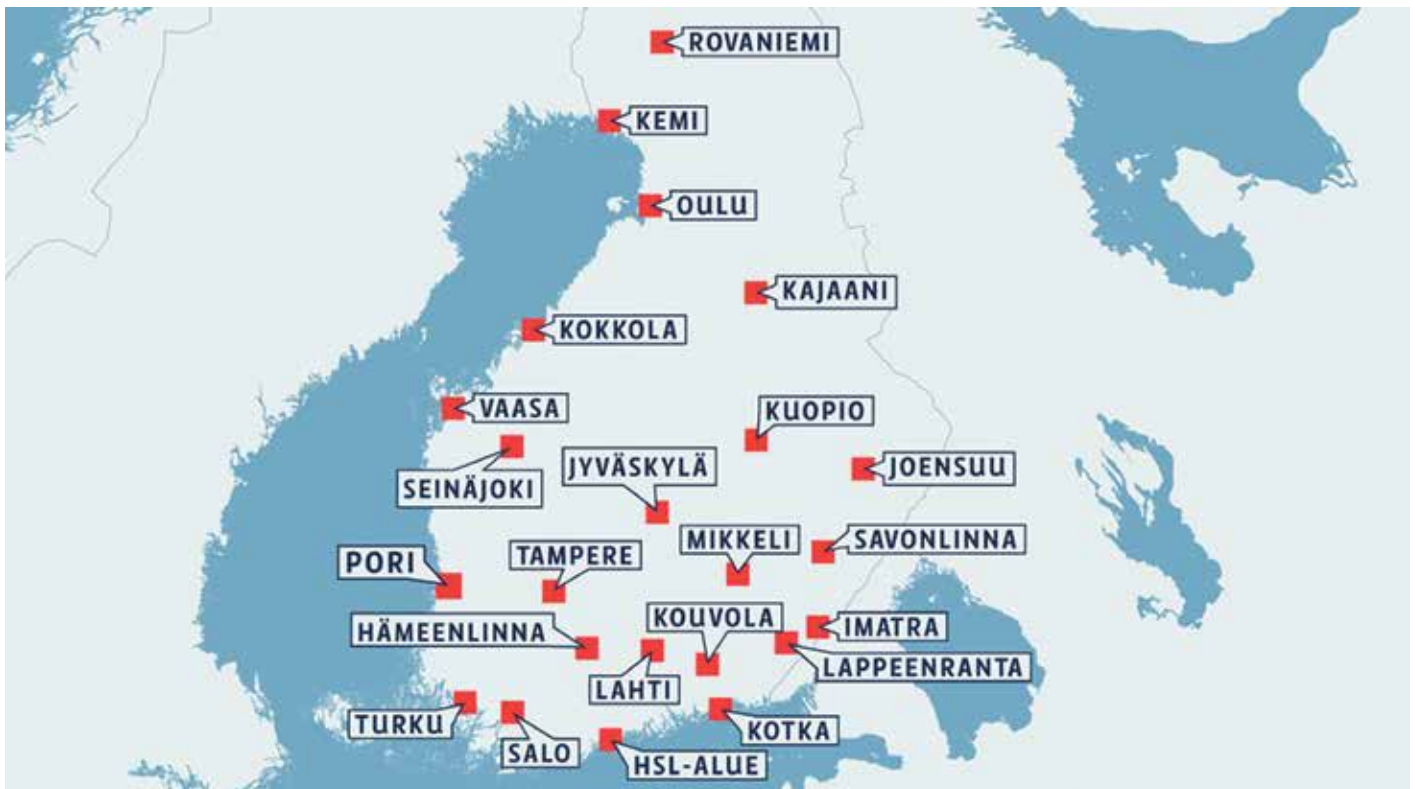 ROVANIEMI
KEMI
OULU
KAJAANI
KOKKOLA
VAASA
KUOPIO
JYVÄSKYLÄ
JOENSUU
SEINÄJOKI
MIKKELI
SAVONLINNA
TAMPERE
PORI
KOUVOLA
IMATRA
HÄMEENLINNA
LAPPEENRANTA
LAHTI
TURKU
KOTKA
SALO
HSL-ALUE